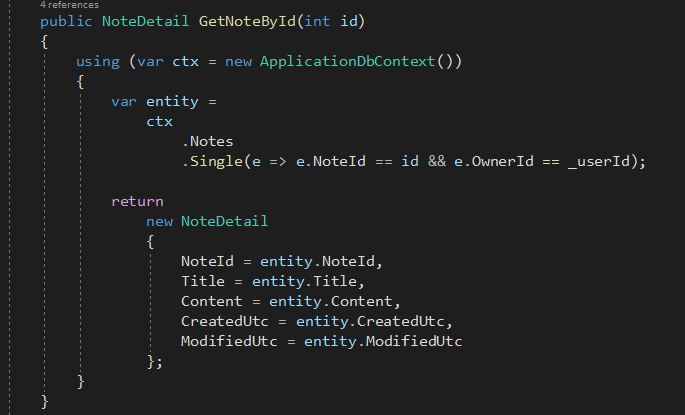 4 references
public NoteDetail GetNoteById(int id)
{
using (var ctx = new ApplicationDbContext())
{
var entity =
ctx
.Notes
.Single(e => e.NoteId == id && e.OwnerId == _userId);
return
new NoteDetail
{
NoteId = entity.NoteId,
Title = entity.Title,
Content = entity.Content,
CreatedUtc = entity.CreatedUtc,
ModifiedUtc = entity.ModifiedUtc
};
}
}